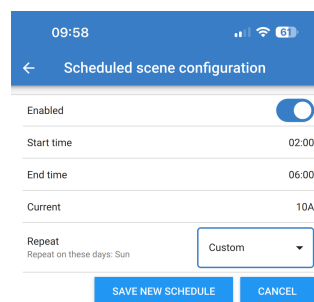 09:58
61
Scheduled scene configuration
Enabled
Start time 02:00
End time 06:00
Current 10A
Repeat
Repeat on these days: Sun
Custom
SAVE NEW SCHEDULE CANCEL